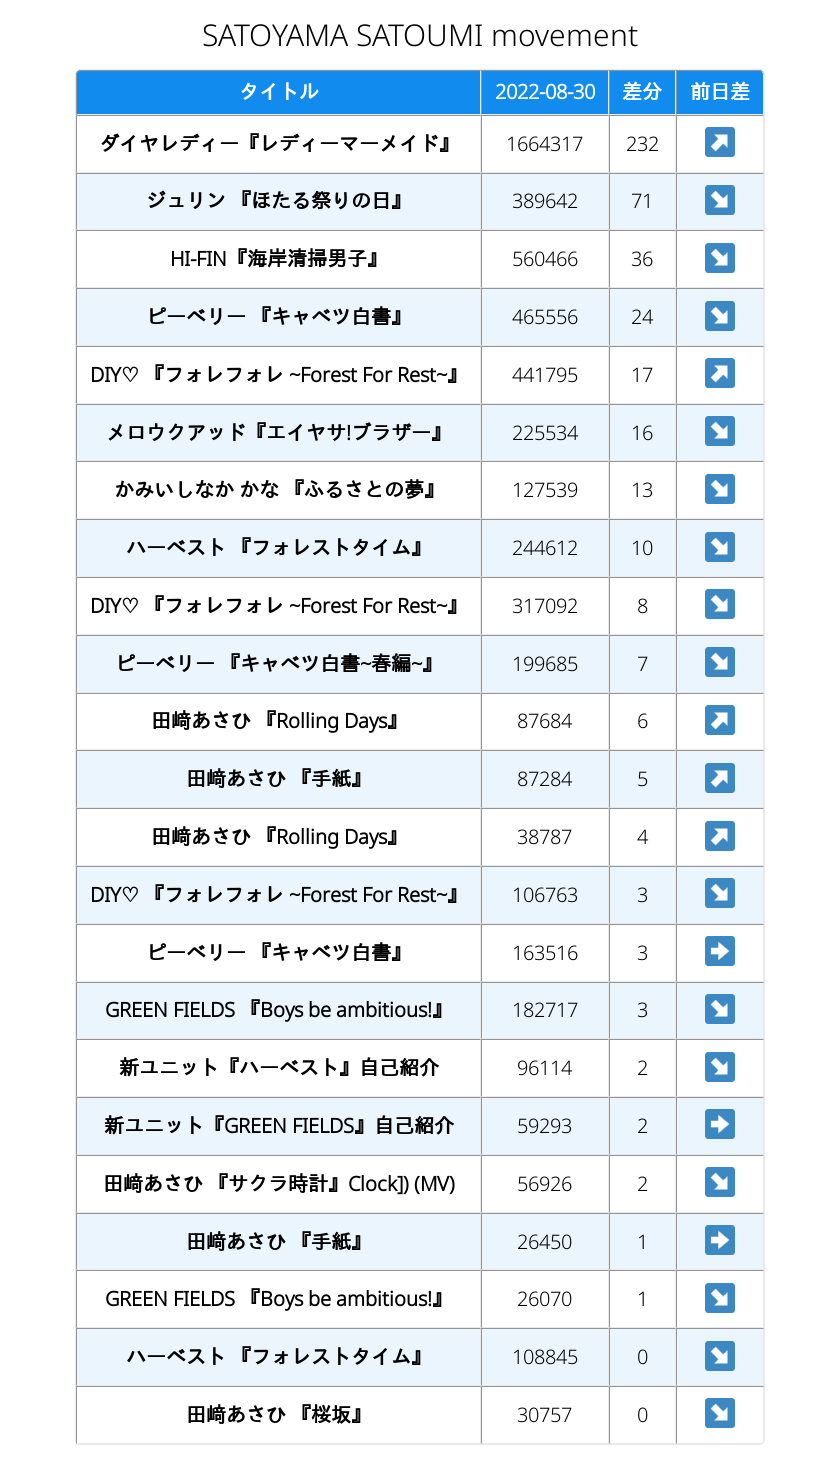 SATOYAMA SATOUMI movement
タイトル 2022-08-30 差分 前日差
ダイヤレディー『レディーマーメイド』 1664317 232 ↗
ジュリン 『ほたる祭りの日』 389642 71 ↘
HI-FIN『海岸清掃男子』 560466 36 ↘
ピーベリー 『キャベツ白書』 465556 24 ↘
DIY♡ 『フォレフォレ ~Forest For Rest~』 441795 17 ↗
メロウクアッド『エイヤサ!ブラザー』 225534 16 ↘
かみいしなか かな 『ふるさとの夢』 127539 13 ↘
ハーベスト 『フォレストタイム』 244612 10 ↘
DIY♡ 『フォレフォレ ~Forest For Rest~』 317092 8 ↘
ピーベリー 『キャベツ白書~春編~』 199685 7 ↘
田﨑あさひ 『Rolling Days』 87684 6 ↗
田﨑あさひ 『手紙』 87284 5 ↗
田﨑あさひ 『Rolling Days』 38787 4 ↗
DIY♡ 『フォレフォレ ~Forest For Rest~』 106763 3 ↘
ピーベリー 『キャベツ白書』 163516 3 ➡
GREEN FIELDS 『Boys be ambitious!』 182717 3 ↘
新ユニット『ハーベスト』自己紹介 96114 2 ↘
新ユニット『GREEN FIELDS』自己紹介 59293 2 ➡
田﨑あさひ 『サクラ時計』Clock]) (MV) 56926 2 ↘
田﨑あさひ 『手紙』 26450 1 ➡
GREEN FIELDS 『Boys be ambitious!』 26070 1 ↘
ハーベスト 『フォレストタイム』 108845 0 ↘
田﨑あさひ 『桜坂』 30757 0 ↘